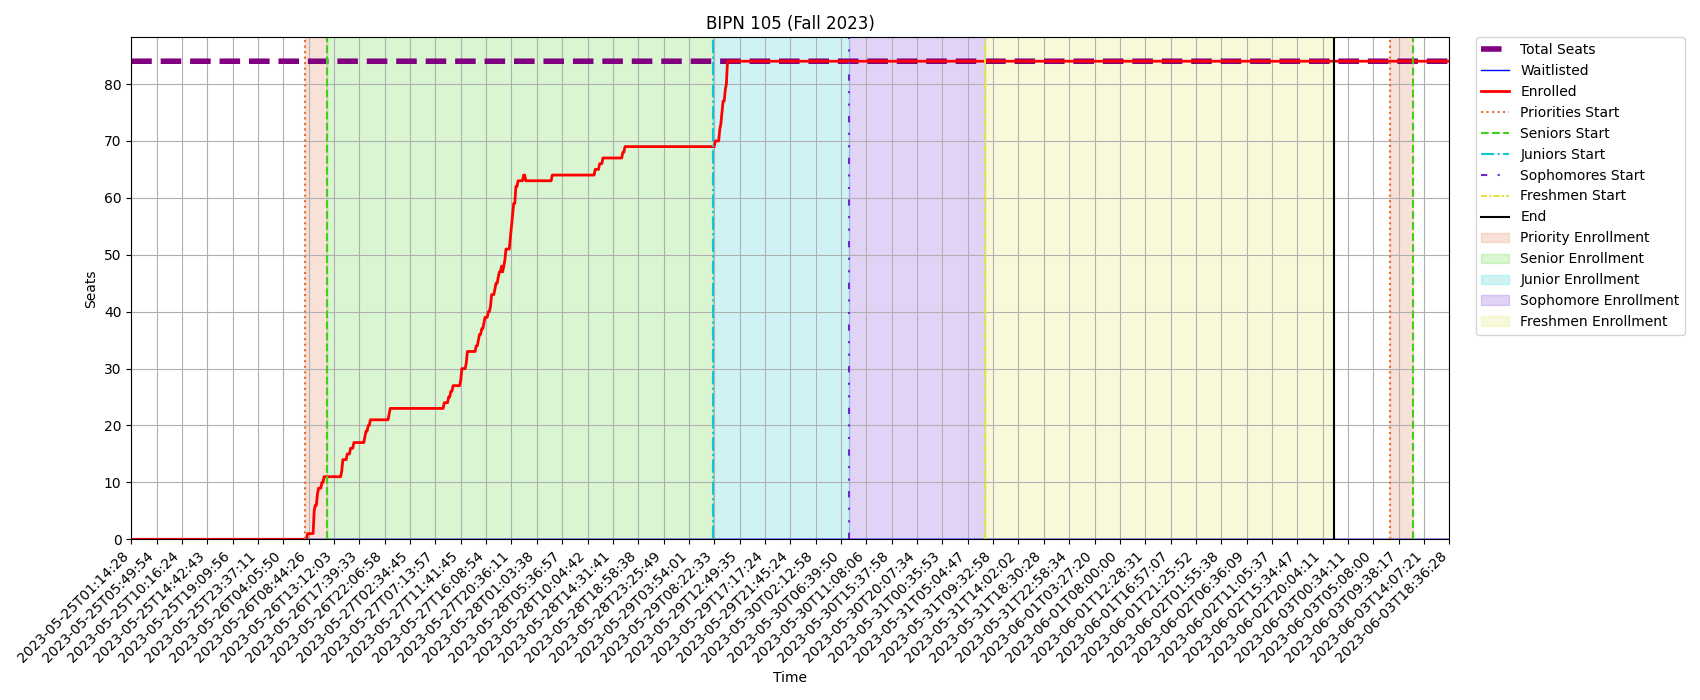 BIPN 105 (Fall 2023)
Seats
80
70
60
50
40
30
20
10
0
2023-05-25T01:14:28
2023-05-25T05:49:54
2023-05-25T10:16:24
2023-05-25T14:42:43
2023-05-25T19:09:56
2023-05-25T23:37:11
2023-05-26T04:05:50
2023-05-26T08:44:26
2023-05-26T13:12:03
2023-05-26T17:39:33
2023-05-26T22:06:58
2023-05-27T02:34:45
2023-05-27T07:13:57
2023-05-27T11:41:45
2023-05-27T16:08:54
2023-05-27T20:36:11
2023-05-28T01:03:38
2023-05-28T05:36:57
2023-05-28T10:04:42
2023-05-28T14:31:41
2023-05-28T18:58:38
2023-05-28T23:25:49
2023-05-29T03:54:01
2023-05-29T08:22:33
2023-05-29T12:49:35
2023-05-29T17:17:24
2023-05-29T21:45:24
2023-05-30T02:12:58
2023-05-30T06:39:50
2023-05-30T11:08:06
2023-05-30T15:37:58
2023-05-30T20:07:34
2023-05-31T00:35:53
2023-05-31T05:04:47
2023-05-31T09:32:58
2023-05-31T14:02:02
2023-05-31T18:30:28
2023-05-31T22:58:34
2023-06-01T03:27:20
2023-06-01T08:00:00
2023-06-01T12:28:31
2023-06-01T16:57:07
2023-06-01T21:25:52
2023-06-02T01:55:38
2023-06-02T06:36:09
2023-06-02T11:05:37
2023-06-02T15:34:47
2023-06-02T20:04:11
2023-06-03T00:34:11
2023-06-03T05:08:00
2023-06-03T09:38:17
2023-06-03T14:07:21
2023-06-03T18:36:28
Time
Total Seats
Waitlisted
Enrolled
Priorities Start
Seniors Start
Juniors Start
Sophomores Start
Freshmen Start
End
Priority Enrollment
Senior Enrollment
Junior Enrollment
Sophomore Enrollment
Freshmen Enrollment